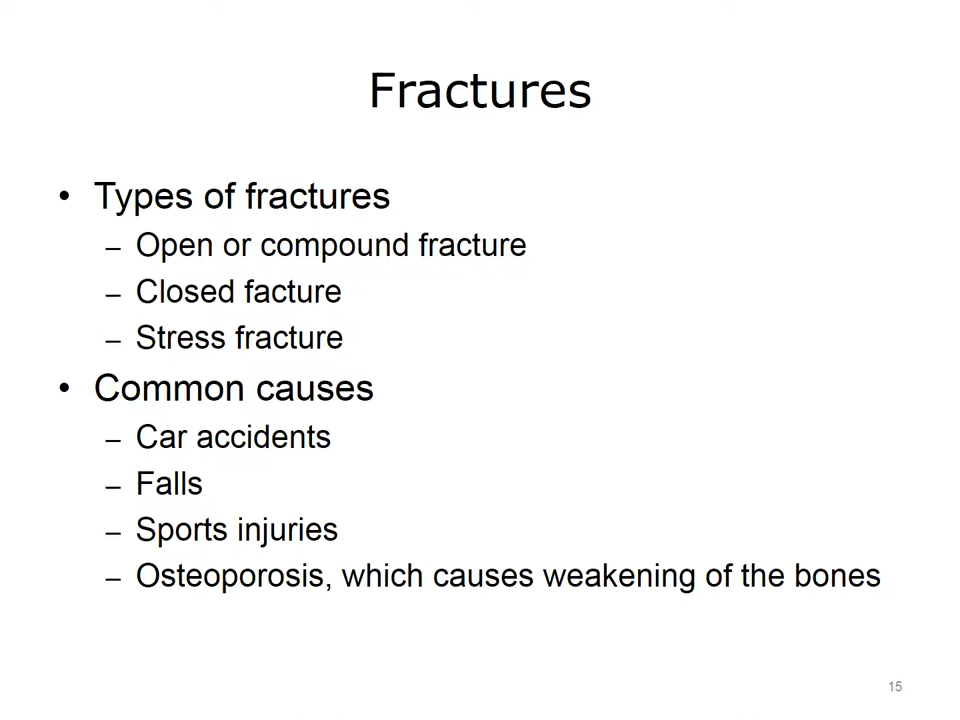 Fractures
• Types of fractures
– Open or compound fracture
– Closed facture
– Stress fracture
• Common causes
– Car accidents
– Falls
– Sports injuries
– Osteoporosis, which causes weakening of the bones
15